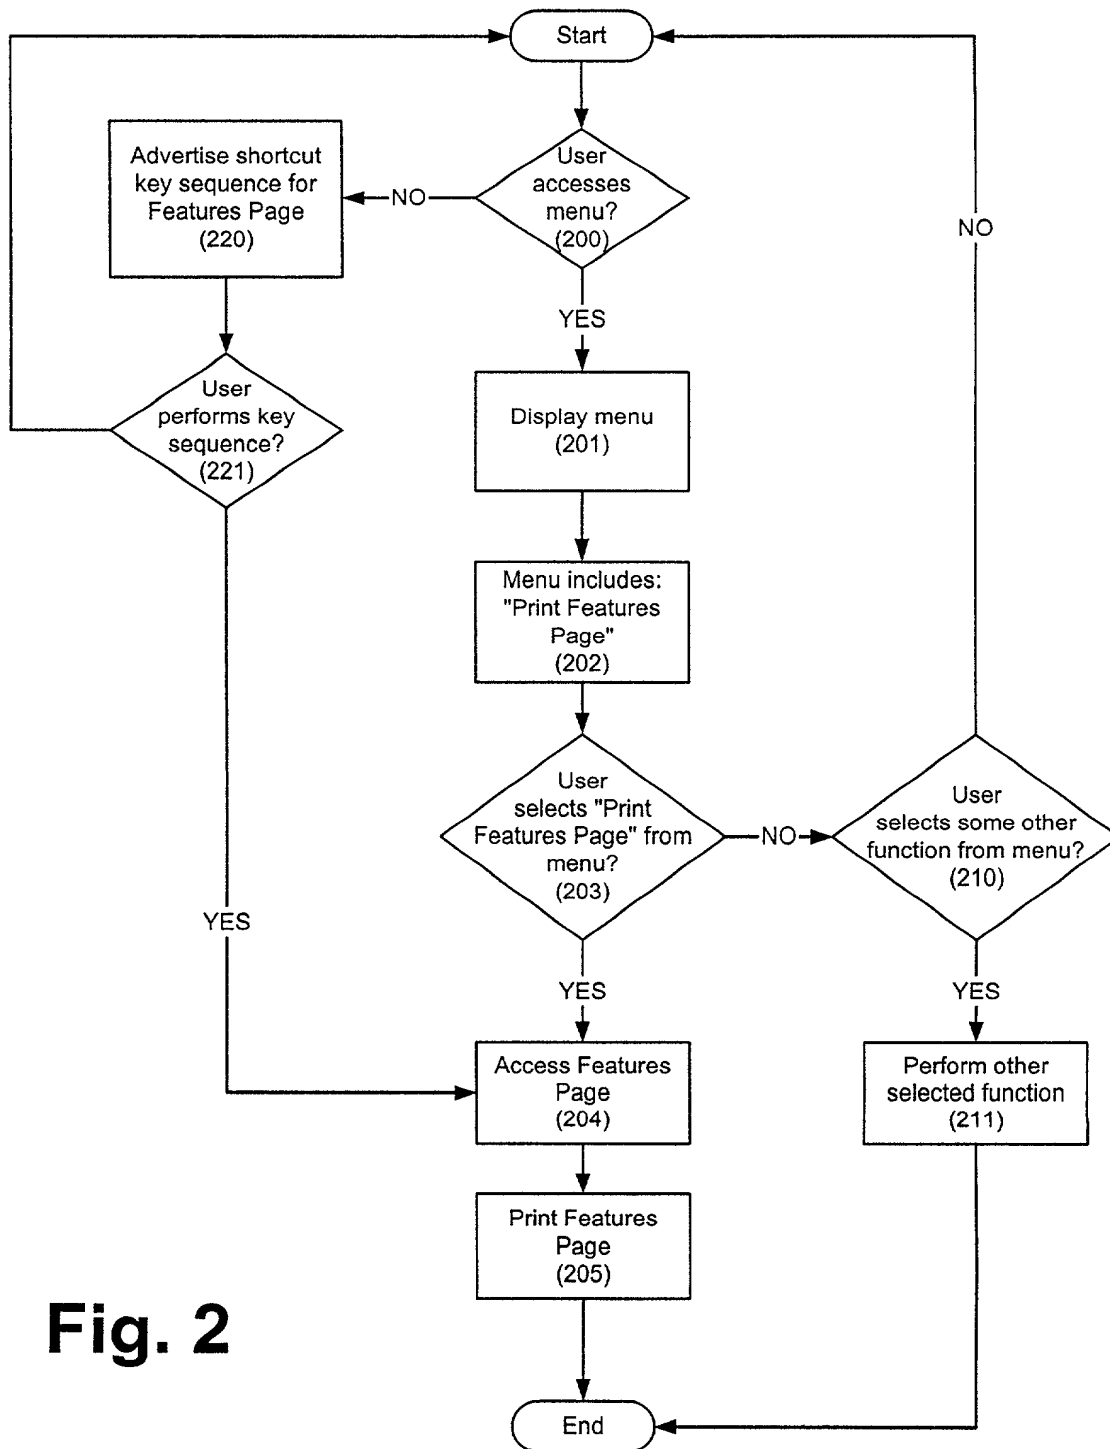 Start
User
accesses
menu?
(200)
NO
Advertise shortcut
key sequence for
Features Page
(220)
NO
YES
User
performs key
sequence?
(221)
Display menu
(201)
Menu includes:
"Print Features
Page"
(202)
User
selects "Print
Features Page" from
menu?
(203)
NO
User
selects some other
function from menu?
(210)
YES
YES
YES
Access Features
Page
(204)
Perform other
selected function
(211)
Print Features
Page
(205)
Fig. 2
End